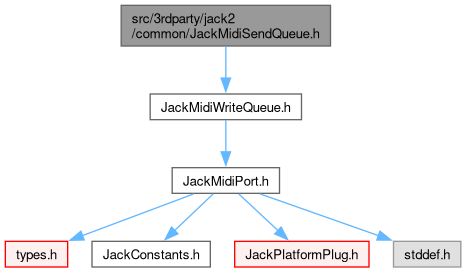 src/3rdparty/jack2
/common/JackMidiSendQueue.h
JackMidiWriteQueue.h
JackMidiPort.h
types.h
JackConstants.h
JackPlatformPlug.h
stddef.h